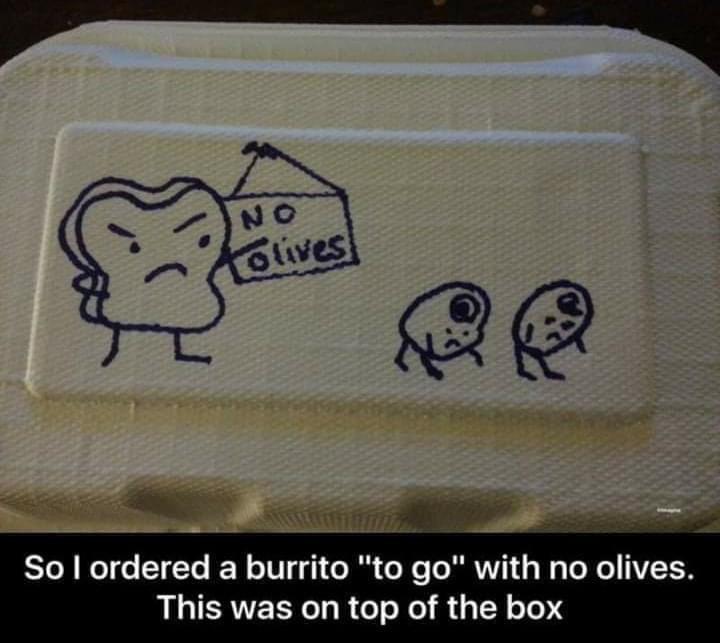 NO
olives
So I ordered a burrito "to go" with no olives.
This was on top of the box